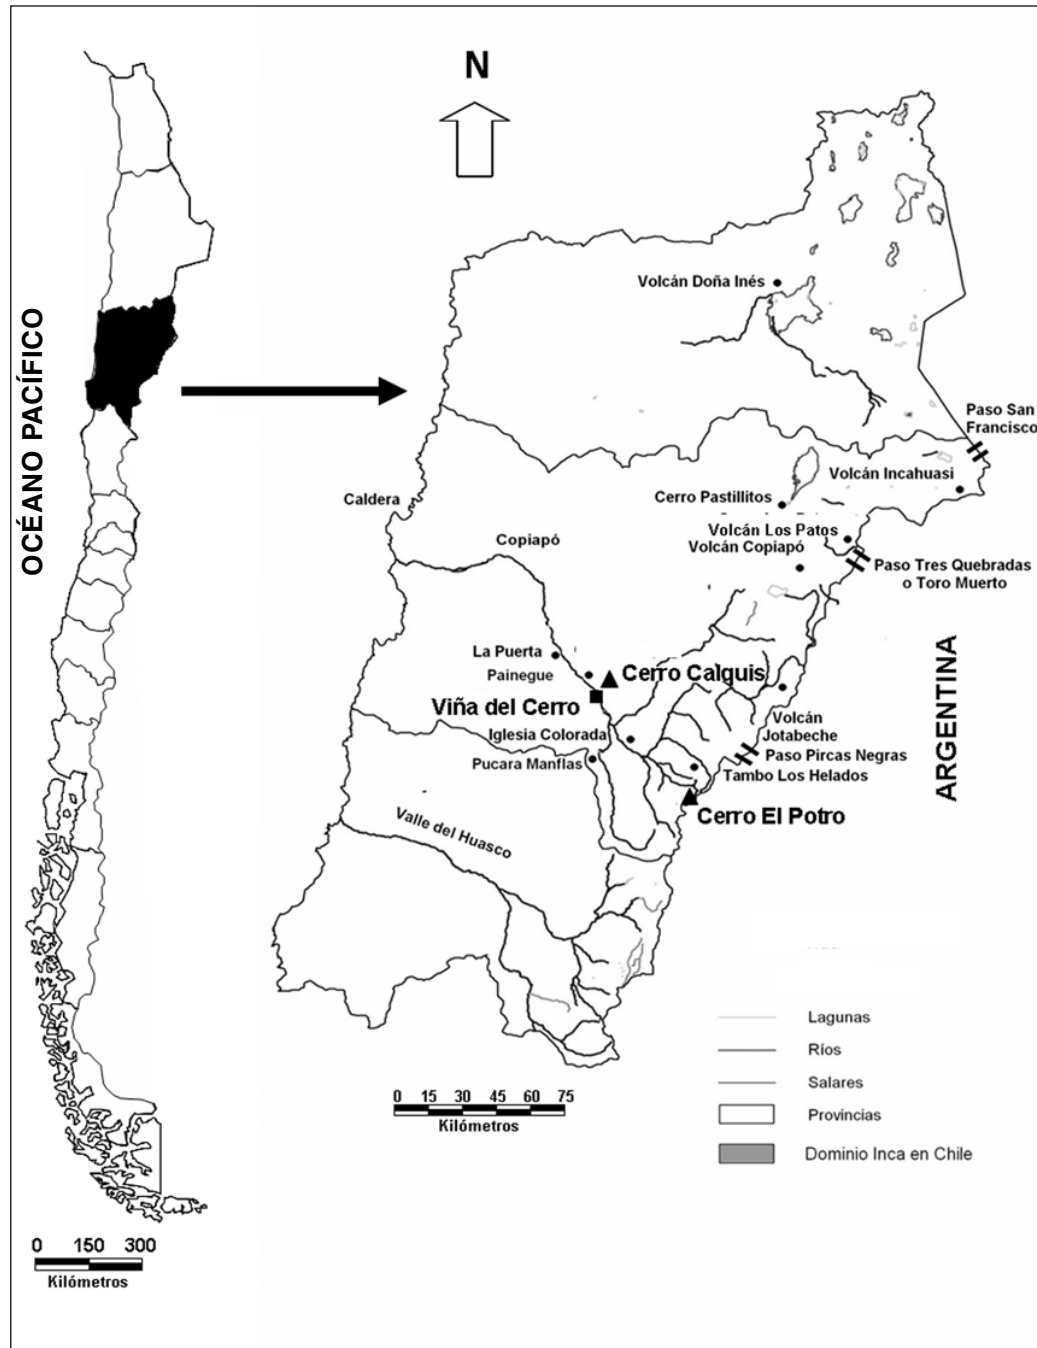 N
OCÉANO PACÍFICO
Volcán Doña Inés
Paso San
Francisco
Volcán Incahuasi
Caldera
Cerro Pastillitos
Volcán Los Patos
Copiapó
Volcán Copiapó
Paso Tres Quebradas
o Toro Muerto
La Puerta
Painegue
Cerro Calquis
Viña del Cerro
ARGENTINA
Volcán
Jotabeche
Iglesia Colorada
Paso Pircas Negras
Pucara Manflas
Tambo Los Helados
Cerro El Potro
Valle del Huasco
Lagunas
Ríos
Salares
Provincias
Dominio Inca en Chile
0 15 30 45 60 75
Kilómetros
0 150 300
Kilómetros